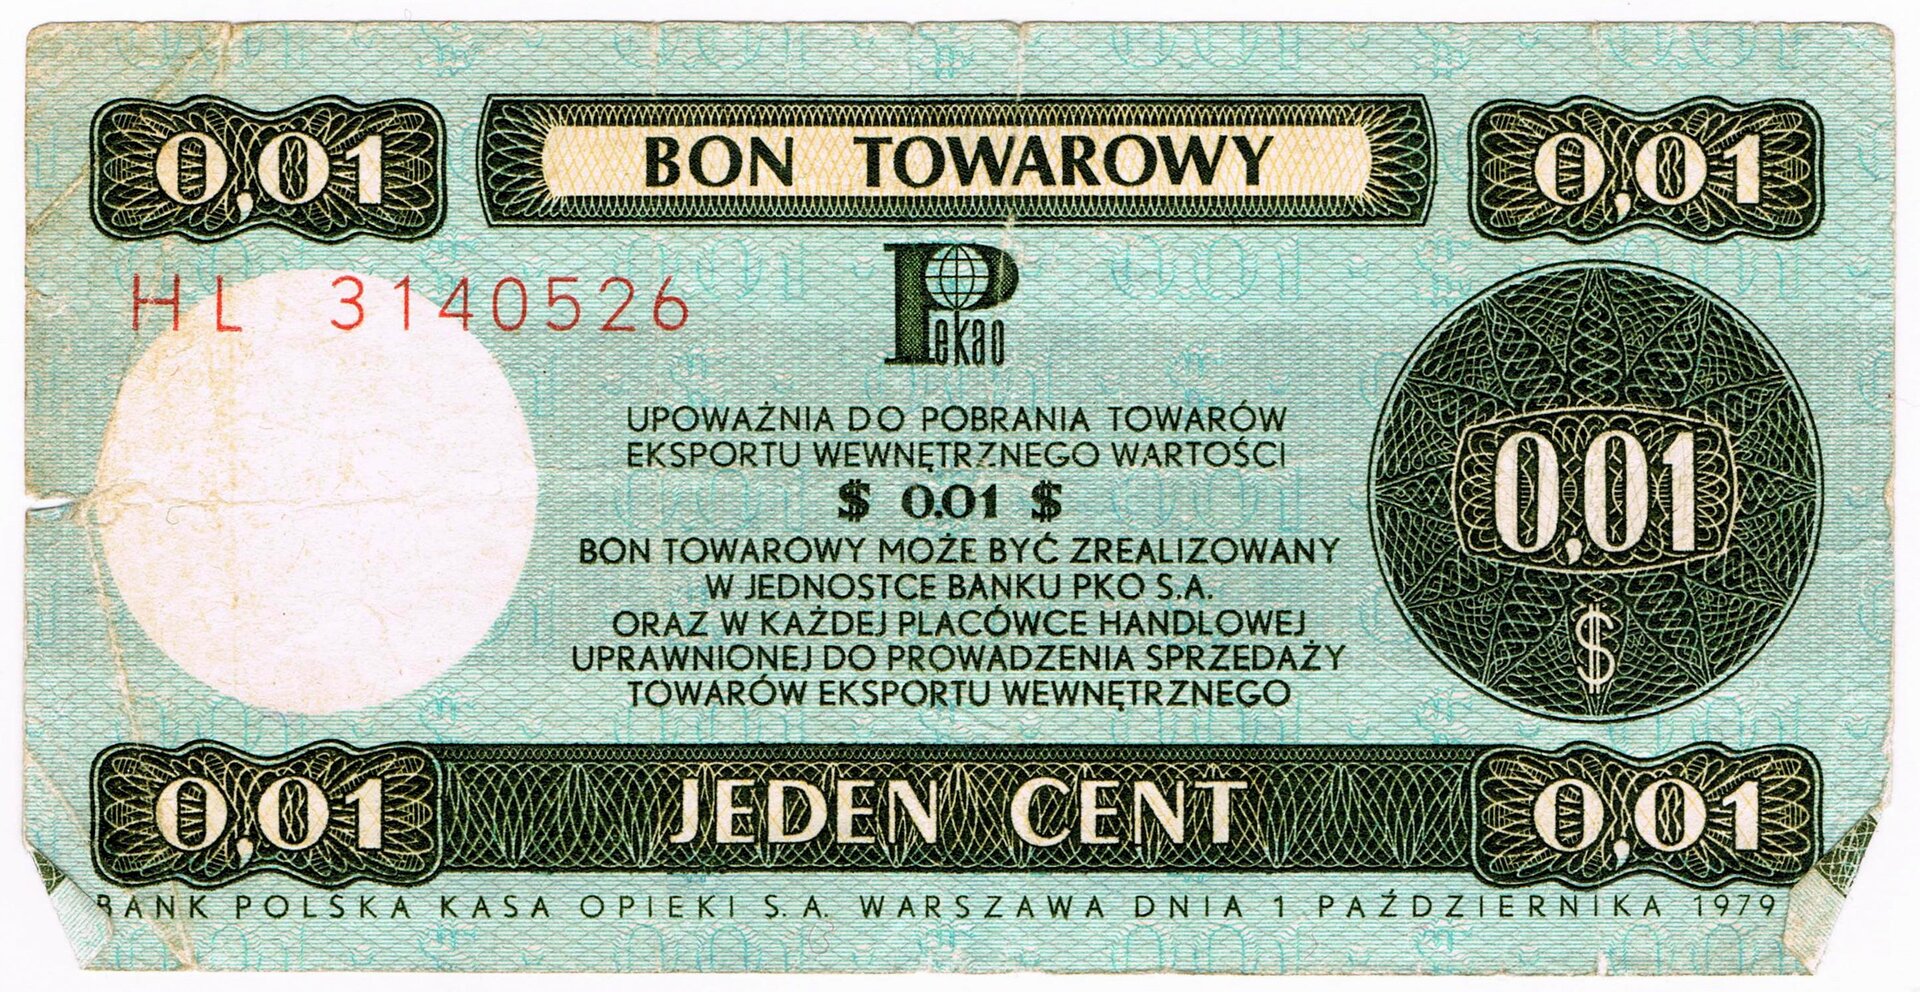 0,01 BON TOWAROWY 0,01
HL 3140526
Pekao
UPOWAŻNIA DO POBRANIA TOWARÓW
EKSPORTU WEWNĘTRZNEGO WARTOŚCI
$ 0.01 $
BON TOWAROWY MOŻE BYĆ ZREALIZOWANY
W JEDNOSTCE BANKU PKO S.A.
ORAZ W KAŻDEJ PLACÓWCE HANDLOWEJ
UPRAWNIONEJ DO PROWADZENIA SPRZEDAŻY
TOWARÓW EKSPORTU WEWNĘTRZNEGO
0,01
$
0,01 JEDEN CENT 0,01
BANK POLSKA KASA OPIEKI S.A. WARSZAWA DNIA 1 PAŹDZIERNIKA 1979